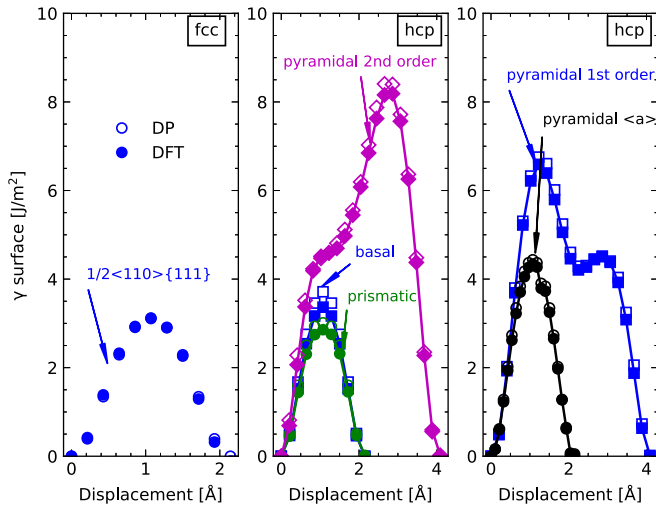 fcc
hcp
hcp
γ surface [J/m²]
8
6
4
2
0
DP
DFT
1/2<110>{111}
0
1
2
Displacement [Å]
pyramidal 2nd order
basal
prismatic
0
2
4
Displacement [Å]
pyramidal 1st order
pyramidal <a>
0
2
4
Displacement [Å]